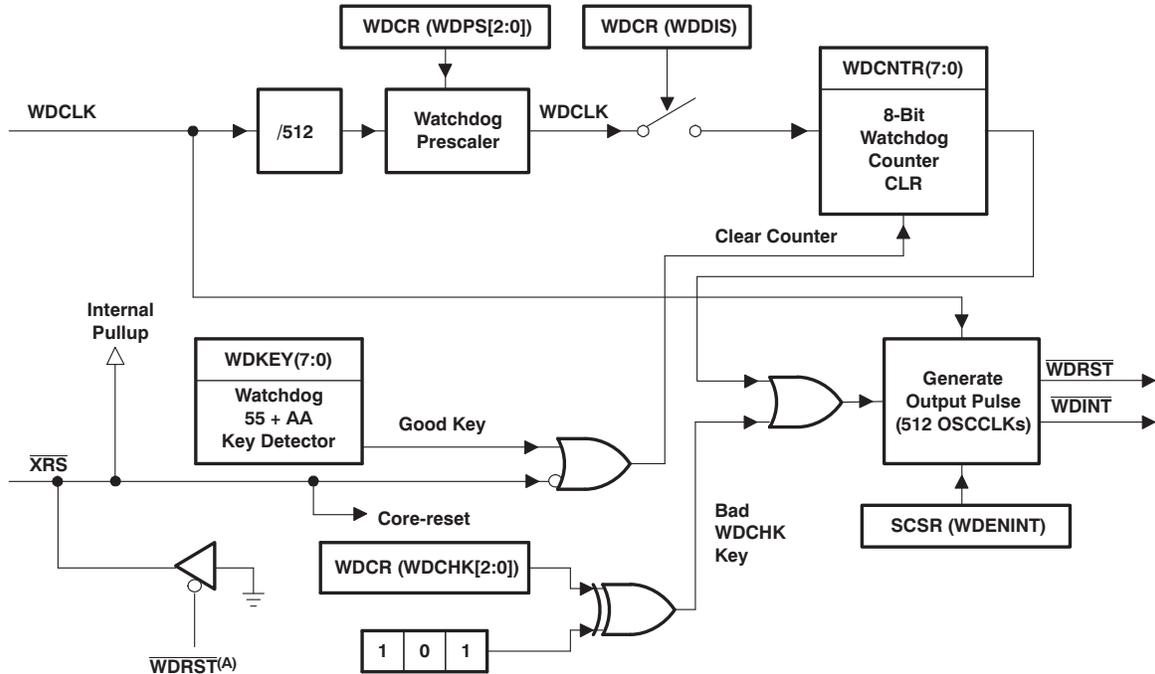 WDCR (WDPS[2:0])
WDCR (WDDIS)
WDCNTR(7:0)
WDCLK
/512
Watchdog
Prescaler
WDCLK
8-Bit
Watchdog
Counter
CLR
Clear Counter
Internal
Pullup
WDKEY(7:0)
Watchdog
55 + AA
Key Detector
Good Key
Generate
Output Pulse
(512 OSCCLKs)
WDRST
WDINT
XRS
Core-reset
Bad
WDCHK
Key
SCSR (WDENINT)
WDCR (WDCHK[2:0])
1 0 1
WDRST(A)